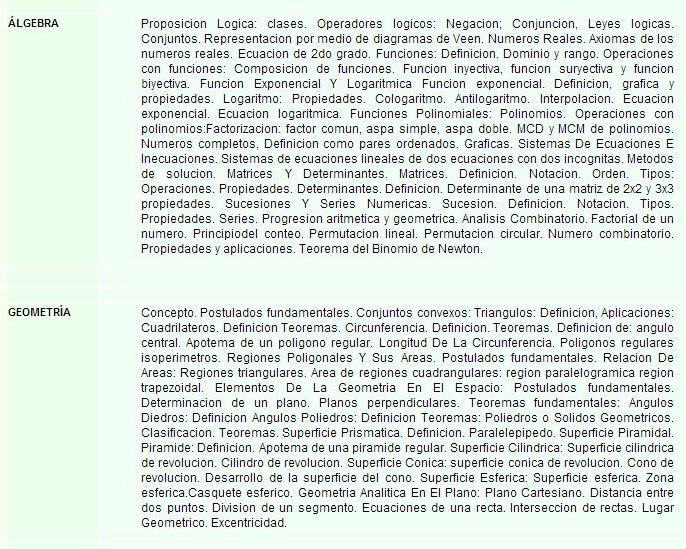 ÁLGEBRA
Proposicion Logica: clases. Operadores logicos: Negacion; Conjuncion, Leyes logicas.
Conjuntos. Representacion por medio de diagramas de Veen. Numeros Reales. Axiomas de los
numeros reales. Ecuacion de 2do grado. Funciones: Definicion. Dominio y rango. Operaciones
con funciones: Composicion de funciones. Funcion inyectiva, funcion suryectiva y funcion
biyectiva. Funcion Exponencial Y Logaritmica Funcion exponencial. Definicion, grafica y
propiedades. Logaritmo: Propiedades. Cologaritmo. Antilogaritmo. Interpolacion. Ecuacion
exponencial. Ecuacion logaritmica. Funciones Polinomiales: Polinomios. Operaciones con
polinomios:Factorizacion: factor comun, aspa simple, aspa doble. MCD y MCM de polinomios.
Numeros completos, Definicion como pares ordenados. Graficas. Sistemas De Ecuaciones E
Inecuaciones. Sistemas de ecuaciones lineales de dos ecuaciones con dos incognitas. Metodos
de solucion. Matrices Y Determinantes. Matrices. Definicion. Notacion. Orden. Tipos:
Operaciones. Propiedades. Determinantes. Definicion. Determinante de una matriz de 2x2 y 3x3
propiedades. Sucesiones Y Series Numericas. Sucesion. Definicion. Notacion. Tipos.
Propiedades. Series. Progresion aritmetica y geometrica. Analisis Combinatorio. Factorial de un
numero. Principiodel conteo. Permutacion lineal. Permutacion circular. Numero combinatorio.
Propiedades y aplicaciones. Teorema del Binomio de Newton.
GEOMETRÍA
Concepto. Postulados fundamentales. Conjuntos convexos: Triangulos: Definicion, Aplicaciones:
Cuadrilateros. Definicion Teoremas. Circunferencia. Definicion. Teoremas. Definicion de: angulo
central. Apotema de un poligono regular. Longitud De La Circunferencia. Poligonos regulares
isoperimetros. Regiones Poligonales Y Sus Areas. Postulados fundamentales. Relacion De
Areas: Regiones triangulares. Area de regiones cuadrangulares: region paralelogramica region
trapezoidal. Elementos De La Geometria En El Espacio: Postulados fundamentales.
Determinacion de un plano. Planos perpendiculares. Teoremas fundamentales: Angulos
Diedros: Definicion Angulos Poliedros: Definicion Teoremas: Poliedros o Solidos Geometricos.
Clasificacion. Teoremas. Superficie Prismatica. Definicion. Paralelepipedo. Superficie Piramidal.
Piramide: Definicion. Apotema de una piramide regular. Superficie Cilindrica: Superficie cilindrica
de revolucion. Cilindro de revolucion. Superficie Conica: superficie conica de revolucion. Cono de
revolucion. Desarrollo de la superficie del cono. Superficie Esferica: Superficie esferica. Zona
esferica.Casquete esferico. Geometria Analitica En El Plano: Plano Cartesiano. Distancia entre
dos puntos. Division de un segmento. Ecuaciones de una recta. Interseccion de rectas. Lugar
Geometrico. Excentricidad.